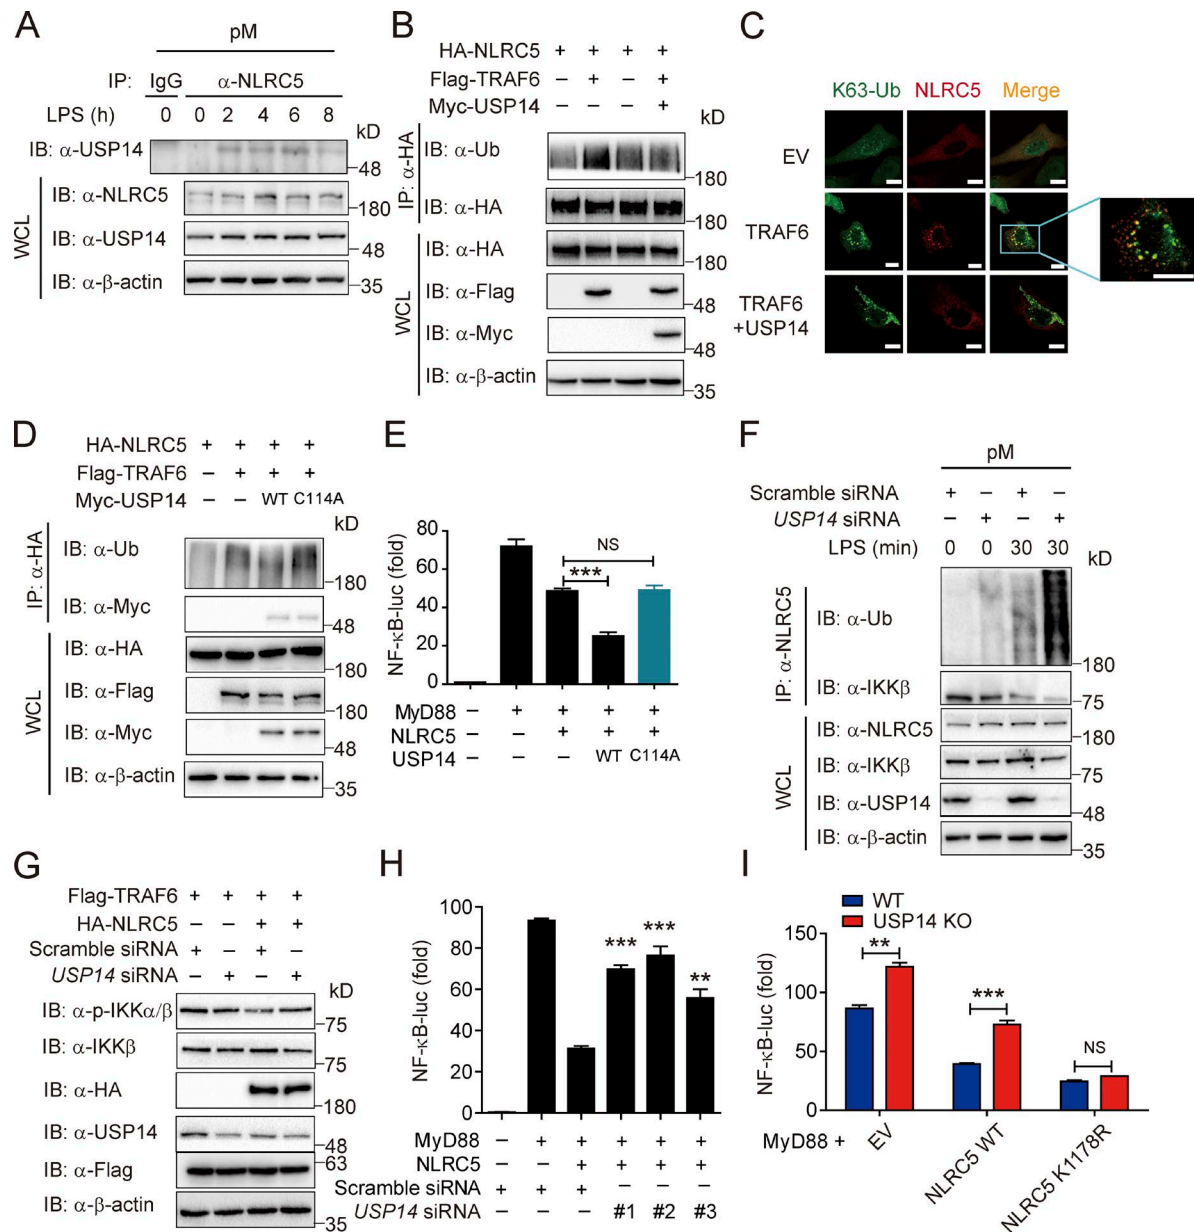 A
pM
IP: IgG α-NLRC5
LPS (h) 0 0 2 4 6 8 kD
IB: α-USP14
48
WCL
IB: α-NLRC5
180
IB: α-USP14
48
IB: α-β-actin
35
B
HA-NLRC5 + + + +
Flag-TRAF6 – + – +
Myc-USP14 – – – +
kD
IP: α-HA
IB: α-Ub
180
IB: α-HA
180
WCL
IB: α-HA
180
IB: α-Flag
48
IB: α-Myc
48
IB: α-β-actin
35
C
K63-Ub NLRC5 Merge
EV
TRAF6
TRAF6
+USP14
D
HA-NLRC5 + + + +
Flag-TRAF6 – + + +
Myc-USP14 – – WT C114A
kD
IP: α-HA
IB: α-Ub
180
IB: α-Myc
48
WCL
IB: α-HA
180
IB: α-Flag
180
IB: α-Myc
48
IB: α-β-actin
35
E
NF-κB-luc (fold)
80
60
40
20
0
NS
***
MyD88 – + + + +
NLRC5 – – + + +
USP14 – – – WT C114A
F
pM
Scramble siRNA + – + –
USP14 siRNA – + – +
LPS (min) 0 0 30 30 kD
IP: α-NLRC5
IB: α-Ub
180
IB: α-IKKβ
75
WCL
IB: α-NLRC5
180
IB: α-IKKβ
75
IB: α-USP14
48
IB: α-β-actin
35
G
Flag-TRAF6 + + + +
HA-NLRC5 – – + +
Scramble siRNA + – + –
USP14 siRNA – + – +
kD
IB: α-p-IKKα/β
75
IB: α-IKKβ
75
IB: α-HA
180
IB: α-USP14
48
IB: α-Flag
63
IB: α-β-actin
35
H
NF-κB-luc (fold)
100
80
60
40
20
0
*** *** **
MyD88 – + + + + +
NLRC5 – – + + + +
Scramble siRNA + + + – – –
USP14 siRNA – – – #1 #2 #3
I
WT
USP14 KO
NF-κB-luc (fold)
150
100
50
0
**
***
NS
MyD88 + EV NLRC5 WT NLRC5 K1178R